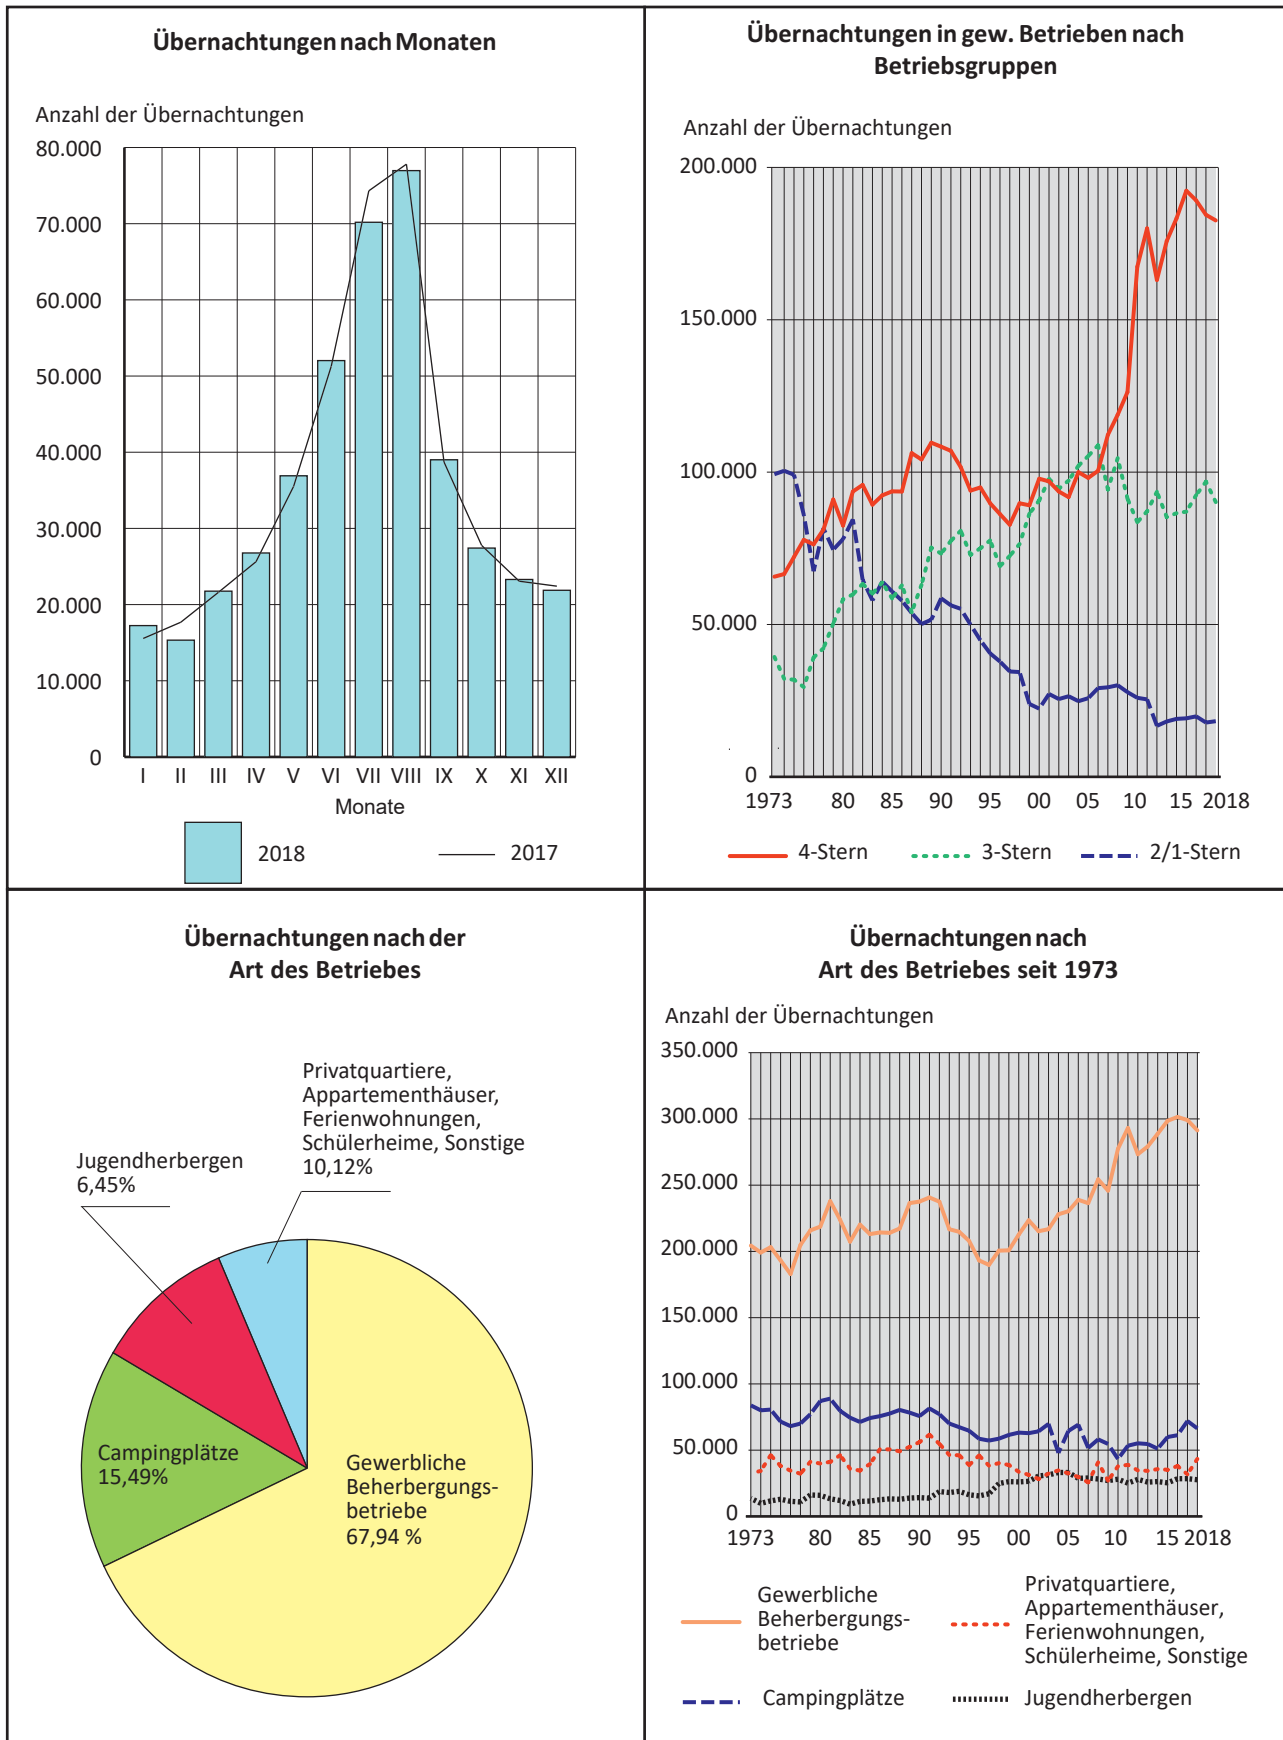 Übernachtungen nach Monaten
Anzahl der Übernachtungen
80.000
70.000
60.000
50.000
40.000
30.000
20.000
10.000
0
I II III IV V VI VII VIII IX X XI XII
Monate
2018
2017
Übernachtungen in gew. Betrieben nach
Betriebsgruppen
Anzahl der Übernachtungen
200.000
150.000
100.000
50.000
0
1973 80 85 90 95 00 05 10 15 2018
4-Stern
3-Stern
2/1-Stern
Übernachtungen nach der
Art des Betriebes
Privatquartiere,
Appartementhäuser,
Ferienwohnungen,
Schülerheime, Sonstige
10,12%
Jugendherbergen
6,45%
Campingplätze
15,49%
Gewerbliche
Beherbergungs-
betriebe
67,94 %
Übernachtungen nach
Art des Betriebes seit 1973
Anzahl der Übernachtungen
350.000
300.000
250.000
200.000
150.000
100.000
50.000
0
1973 80 85 90 95 00 05 10 15 2018
Gewerbliche
Beherbergungs-
betriebe
Privatquartiere,
Appartementhäuser,
Ferienwohnungen,
Schülerheime, Sonstige
Campingplätze
Jugendherbergen